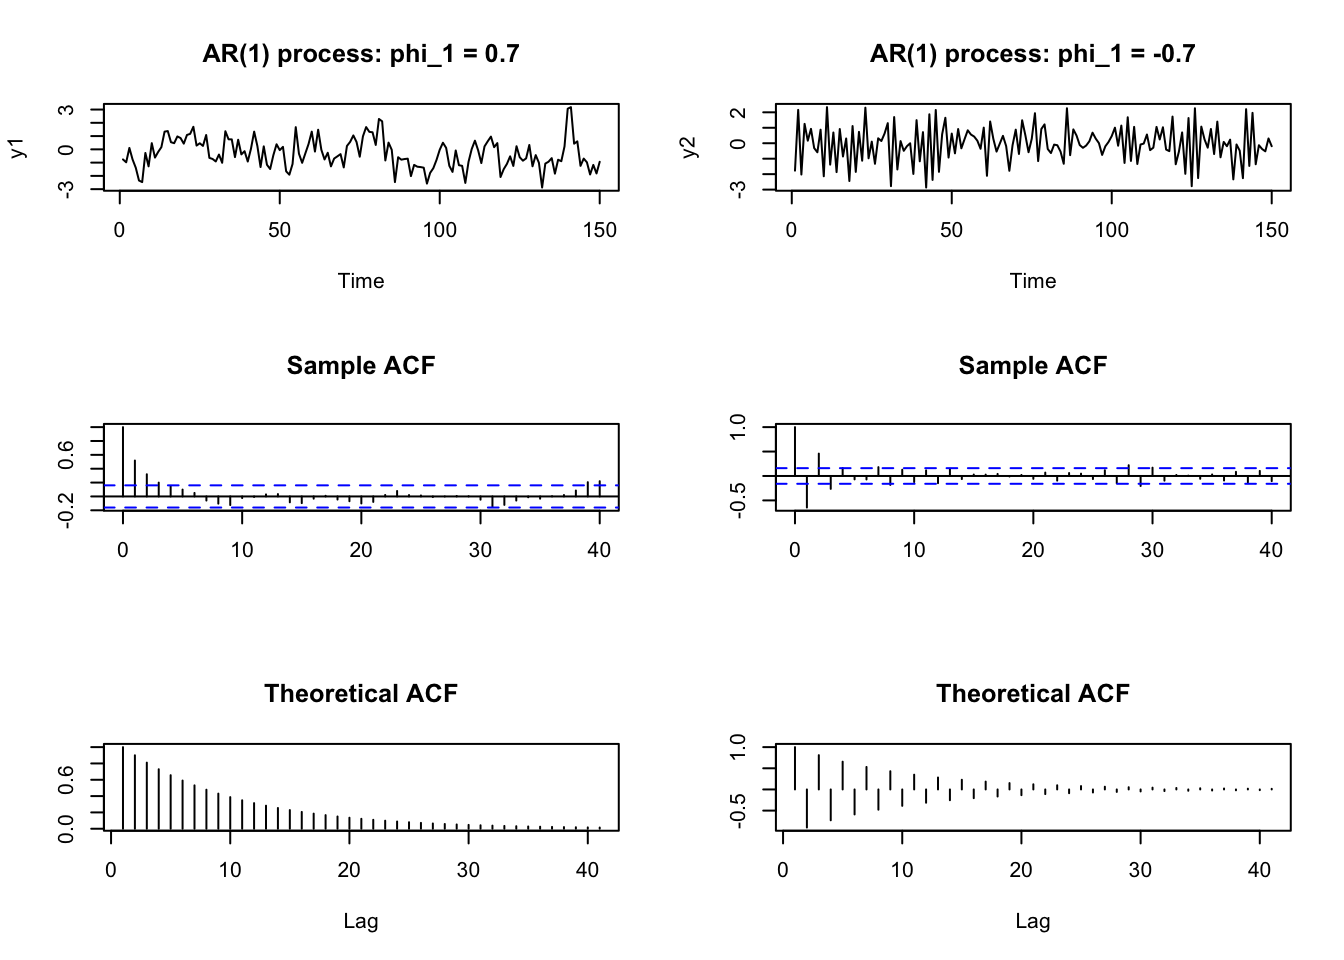 AR(1) process: phi_1 = 0.7
y1
3
0
-3
0 50 100 150
Time
AR(1) process: phi_1 = -0.7
y2
2
0
-3
0 50 100 150
Time
Sample ACF
0.6
-0.2
0 10 20 30 40
Sample ACF
1.0
-0.5
0 10 20 30 40
Theoretical ACF
0.6
0.0
0 10 20 30 40
Lag
Theoretical ACF
1.0
-0.5
0 10 20 30 40
Lag